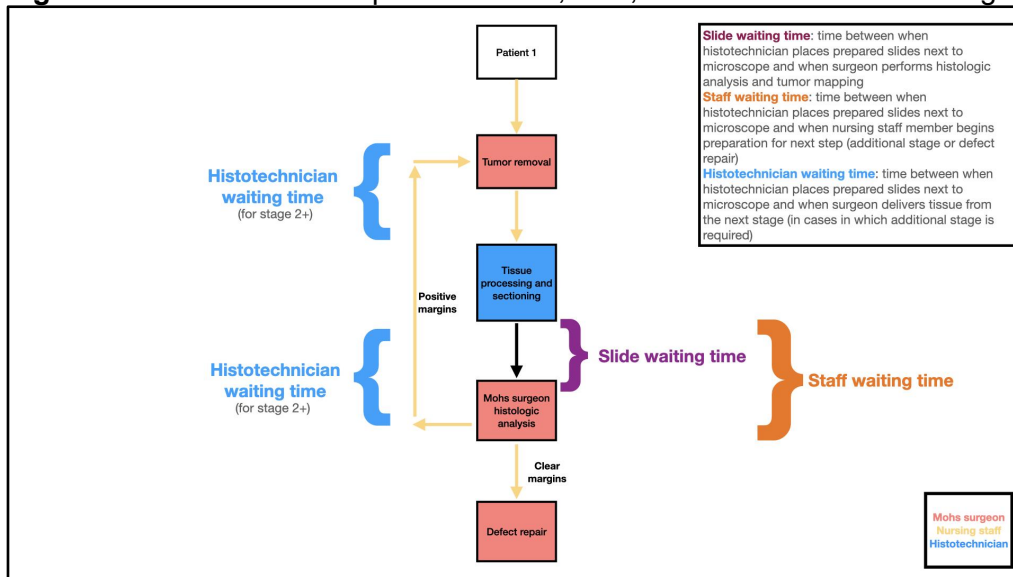 Patient 1
Slide waiting time: time between when
histotechnician places prepared slides next to
microscope and when surgeon performs histologic
analysis and tumor mapping
Staff waiting time: time between when
histotechnician places prepared slides next to
microscope and when nursing staff member begins
preparation for next step (additional stage or defect
repair)
Histotechnician waiting time: time between when
histotechnician places prepared slides next to
microscope and when surgeon delivers tissue from
the next stage (in cases in which additional stage is
required)
Histotechnician
waiting time
(for stage 2+)
Tumor removal
Tissue
processing and
sectioning
Positive
margins
Histotechnician
waiting time
(for stage 2+)
Slide waiting time
Staff waiting time
Mohs surgeon
histologic
analysis
Clear
margins
Defect repair
Mohs surgeon
Nursing staff
Histotechnician